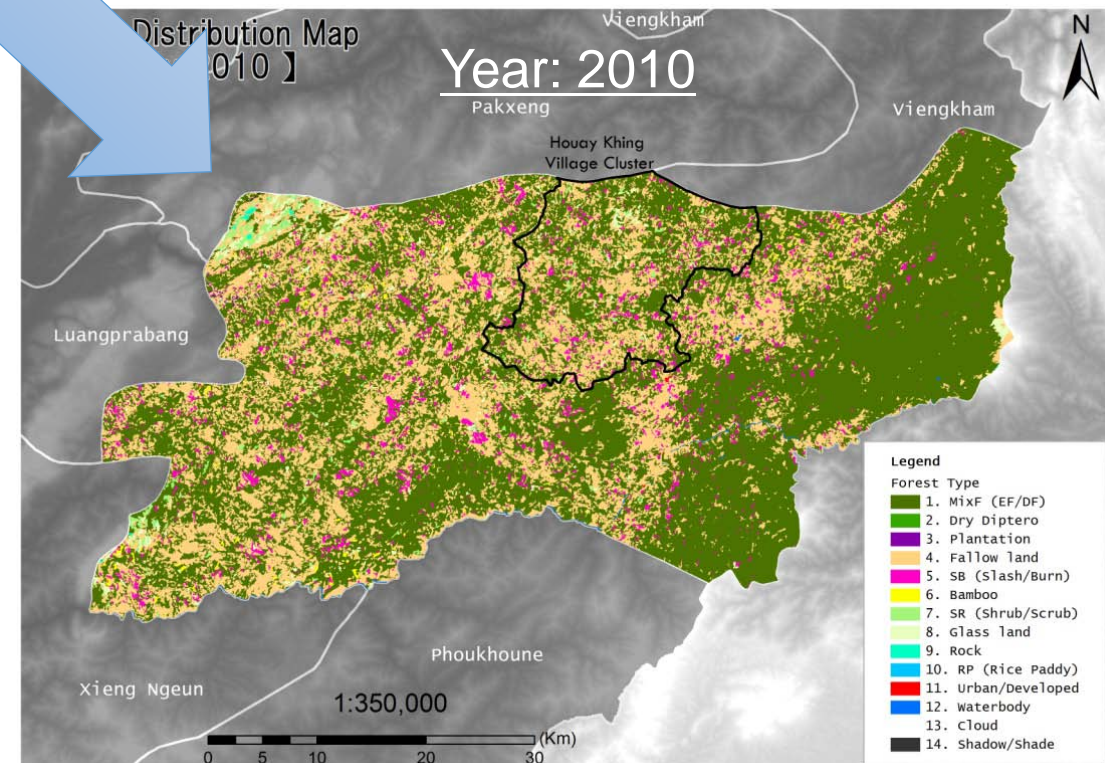 Distribution Map
010 】
Year: 2010
Viengkham
N
Pakxeng
Viengkham
Houay Khing
Village Cluster
Luangprabang
Phoukhoune
Xieng Ngeun
1:350,000
(Km)
0 5 10 20 30
Legend
Forest Type
1. MixF (EF/DF)
2. Dry Diptero
3. Plantation
4. Fallow land
5. SB (Slash/Burn)
6. Bamboo
7. SR (Shrub/Scrub)
8. Glass land
9. Rock
10. RP (Rice Paddy)
11. Urban/Developed
12. Waterbody
13. Cloud
14. Shadow/Shade